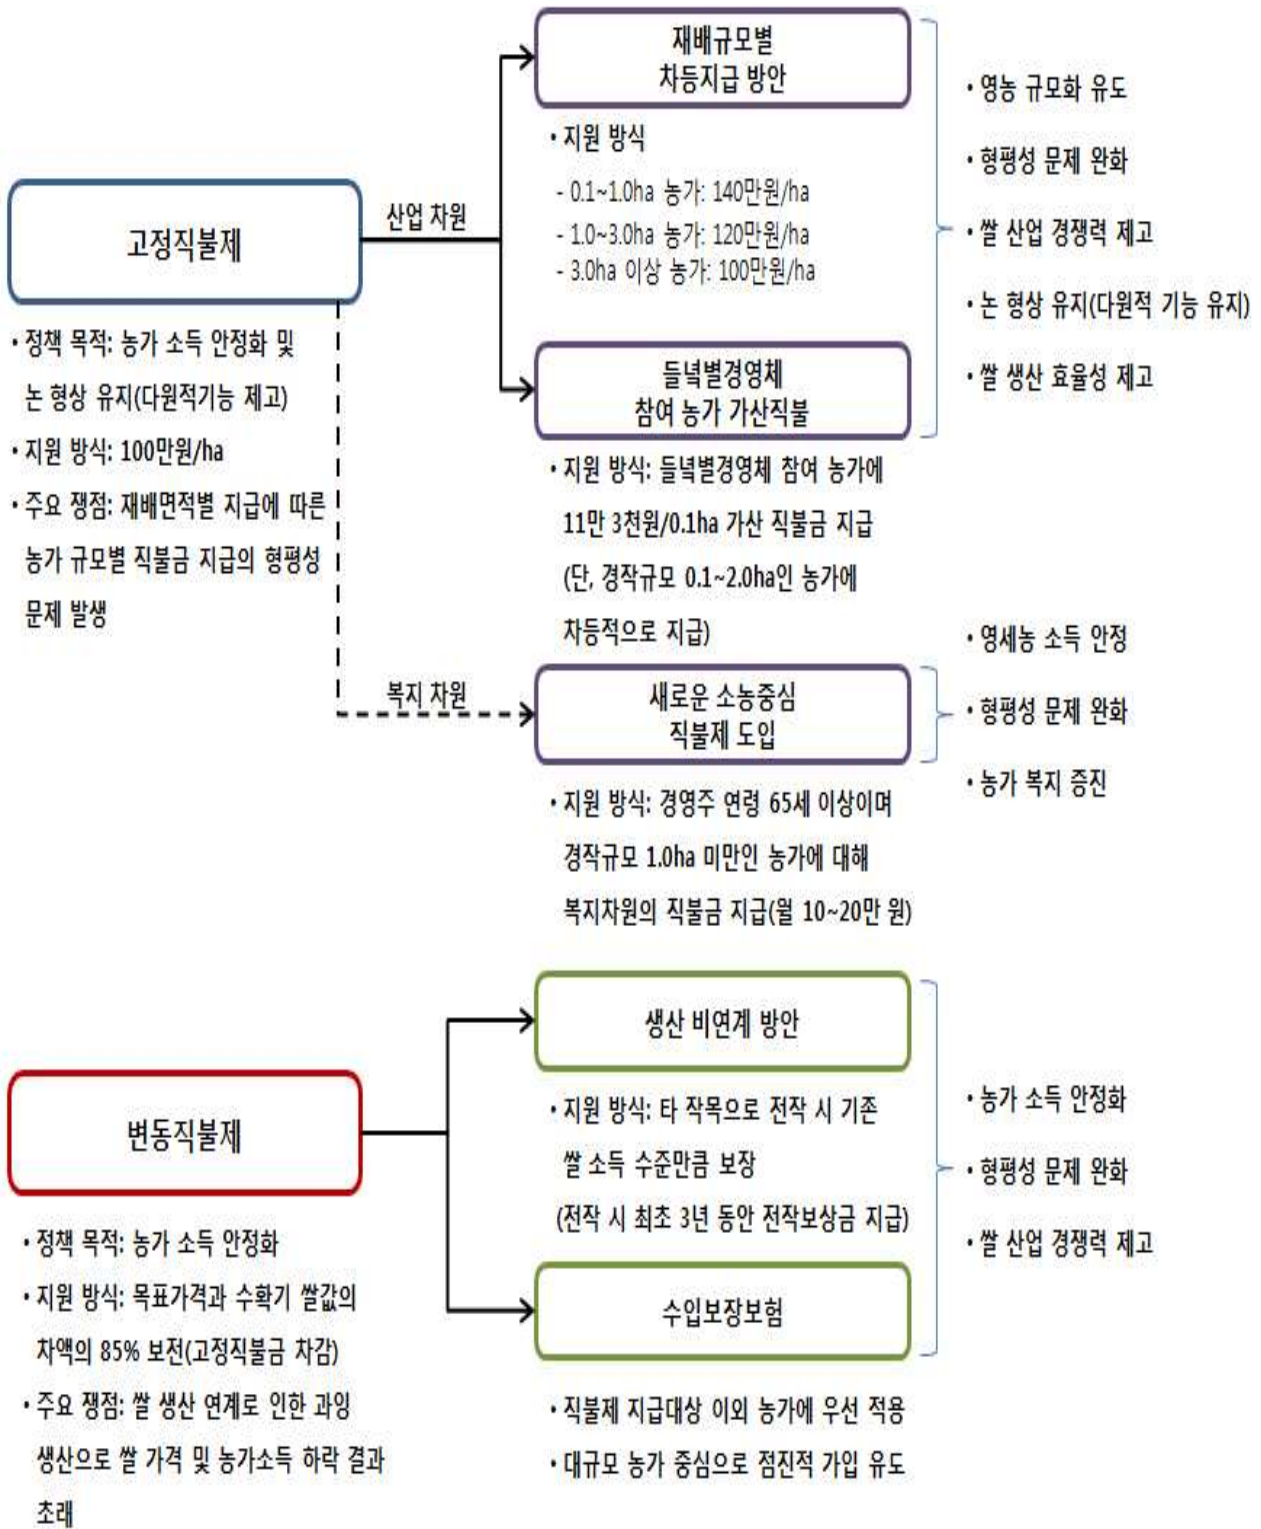 고정직불제
• 정책 목적: 농가 소득 안정화 및
논 형상 유지(다원적기능 제고)
• 지원 방식: 100만원/ha
• 주요 쟁점: 재배면적별 지급에 따른
농가 규모별 직불금 지급의 형평성
문제 발생
산업 차원
복지 차원
재배규모별
차등지급 방안
• 지원 방식
- 0.1~1.0ha 농가: 140만원/ha
- 1.0~3.0ha 농가: 120만원/ha
- 3.0ha 이상 농가: 100만원/ha
들녘별경영체
참여 농가 가산직불
• 지원 방식: 들녘별경영체 참여 농가에
11만 3천원/0.1ha 가산 직불금 지급
(단, 경작규모 0.1~2.0ha인 농가에
차등적으로 지급)
• 영농 규모화 유도
• 형평성 문제 완화
• 쌀 산업 경쟁력 제고
• 논 형상 유지(다원적 기능 유지)
• 쌀 생산 효율성 제고
새로운 소농중심
직불제 도입
• 지원 방식: 경영주 연령 65세 이상이며
경작규모 1.0ha 미만인 농가에 대해
복지차원의 직불금 지급(월 10~20만 원)
• 영세농 소득 안정
• 형평성 문제 완화
• 농가 복지 증진
변동직불제
• 정책 목적: 농가 소득 안정화
• 지원 방식: 목표가격과 수확기 쌀값의
차액의 85% 보전(고정직불금 차감)
• 주요 쟁점: 쌀 생산 연계로 인한 과잉
생산으로 쌀 가격 및 농가소득 하락 결과
초래
생산 비연계 방안
• 지원 방식: 타 작목으로 전작 시 기존
쌀 소득 수준만큼 보장
(전작 시 최초 3년 동안 전작보상금 지급)
수입보장보험
• 직불제 지급대상 이외 농가에 우선 적용
• 대규모 농가 중심으로 점진적 가입 유도
• 농가 소득 안정화
• 형평성 문제 완화
• 쌀 산업 경쟁력 제고